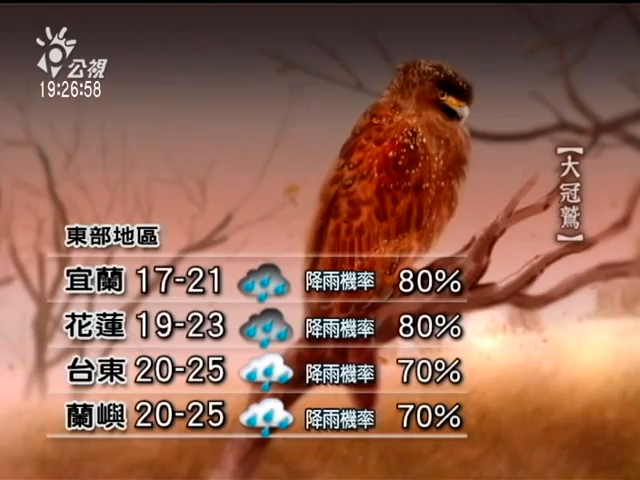 公視
19:26:58
【大冠鷲】
東部地區
宜蘭 17-21 降雨機率 80%
花蓮 19-23 降雨機率 80%
台東 20-25 降雨機率 70%
蘭嶼 20-25 降雨機率 70%